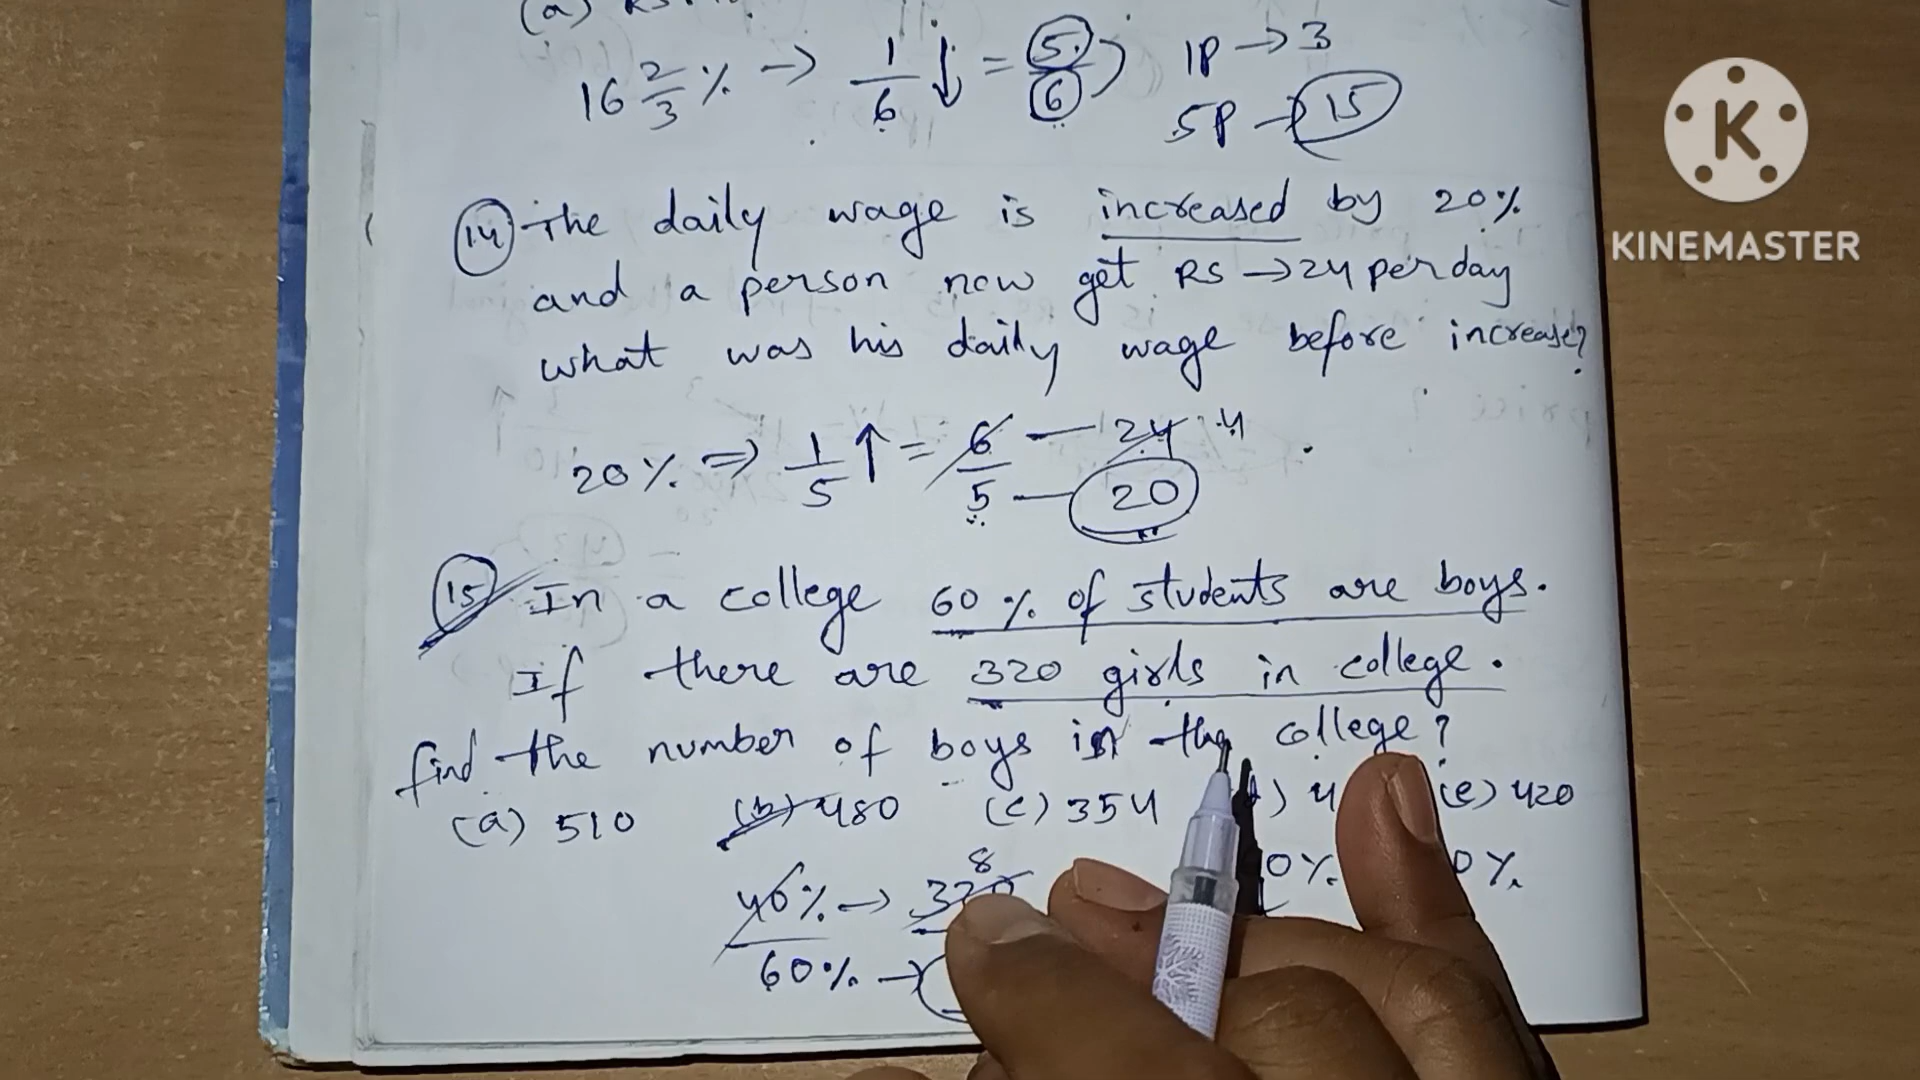 (a) Rs
16 2/3 % → 1/6 ↓ = 5/6 ) 1P → 3
5P → 15
K
KINEMASTER
(14) The daily wage is increased by 20%
and a person now get RS → 24 per day
what was his daily wage before increase?
20% ⇒ 1/5 ↑ = 6/5 — 24 4
— 20
(15) In a college 60% of students are boys.
If there are 320 girls in college.
find the number of boys in the college?
(a) 510 (b) 480 (c) 354 (e) 420
40% → 320 8
60% →